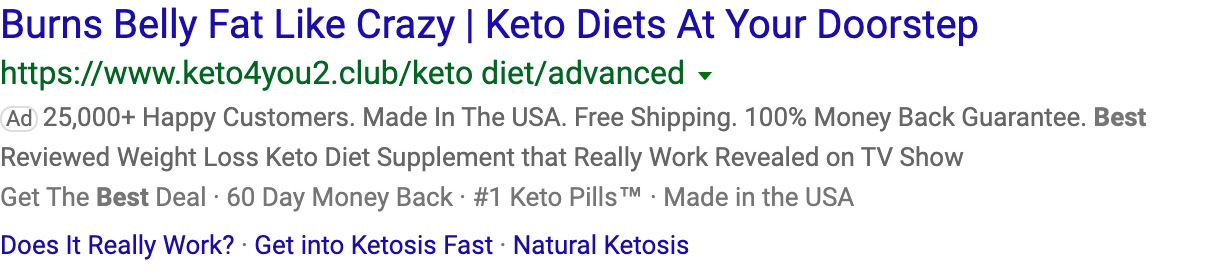 Burns Belly Fat Like Crazy | Keto Diets At Your Doorstep
https://www.keto4you2.club/keto diet/advanced
Ad 25,000+ Happy Customers. Made In The USA. Free Shipping. 100% Money Back Guarantee. Best
Reviewed Weight Loss Keto Diet Supplement that Really Work Revealed on TV Show
Get The Best Deal · 60 Day Money Back · #1 Keto Pills™ · Made in the USA
Does It Really Work? · Get into Ketosis Fast · Natural Ketosis